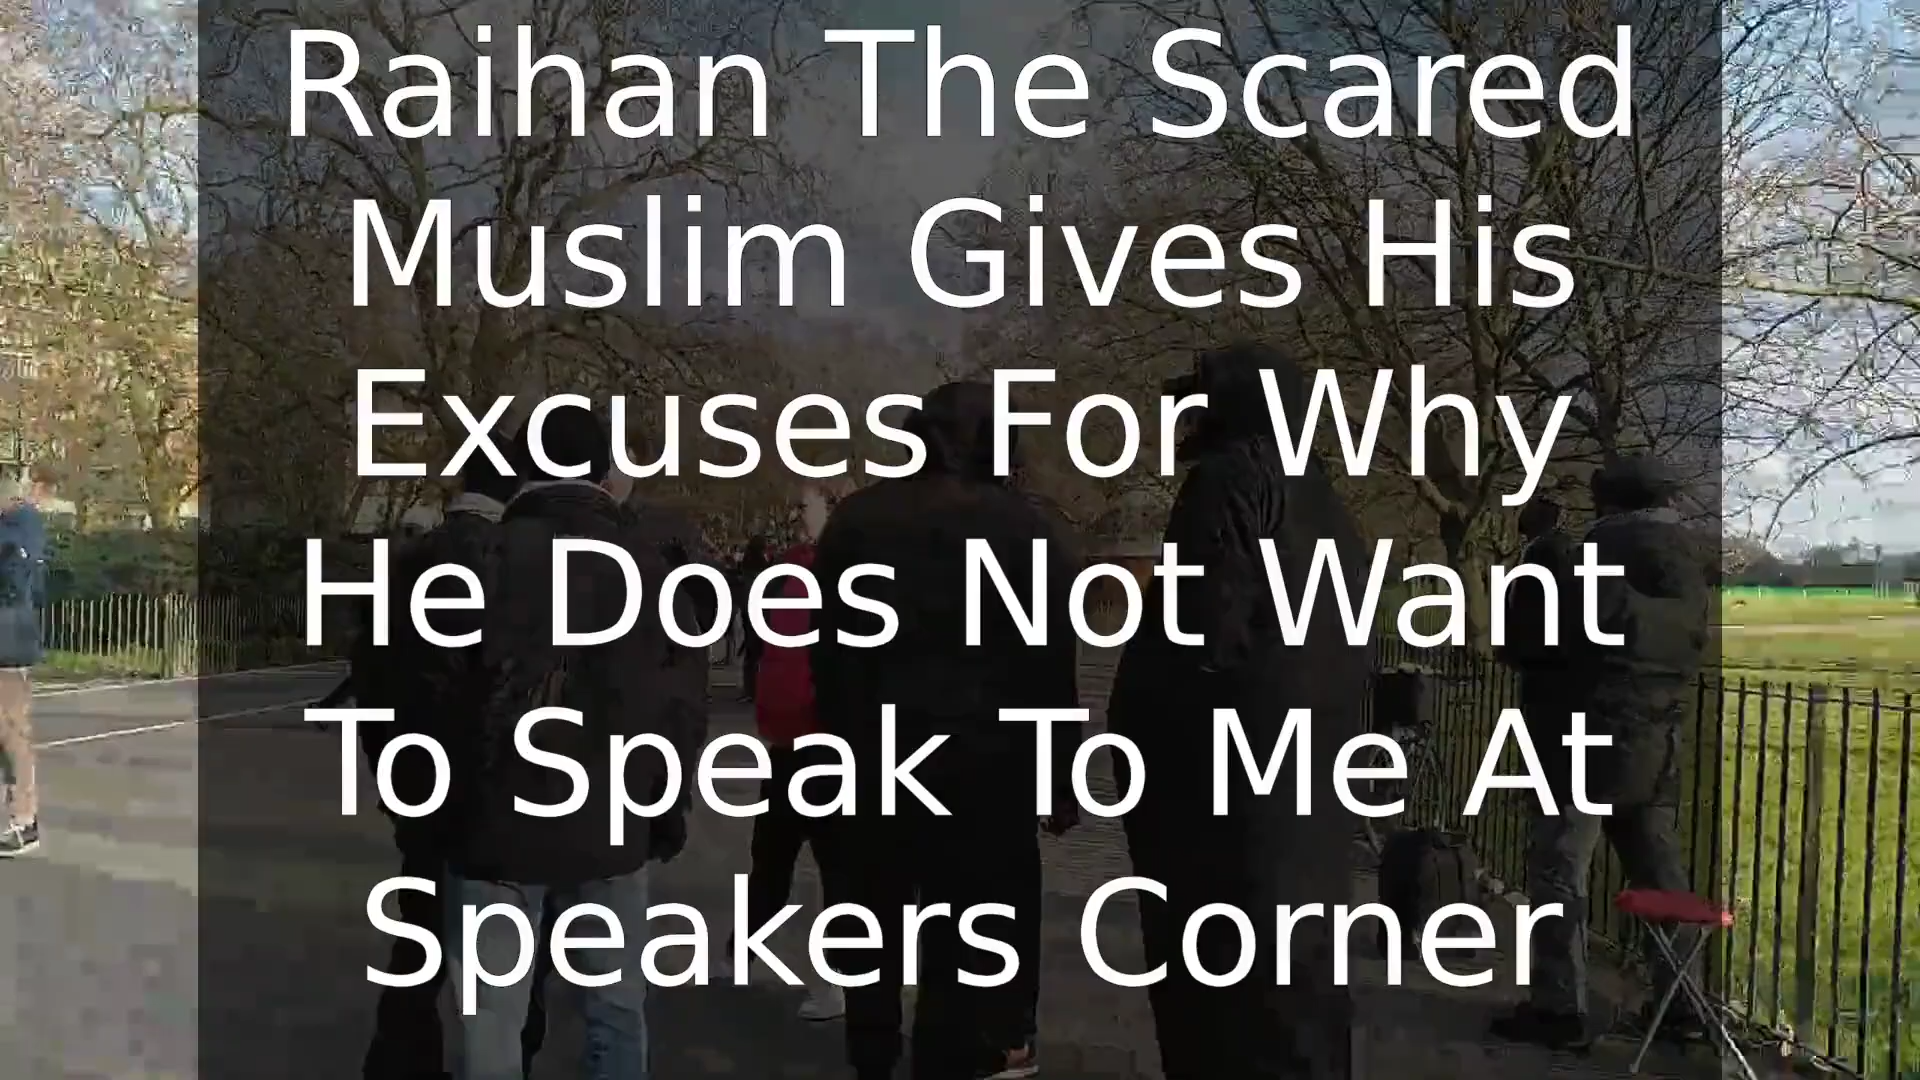 Raihan The Scared
Muslim Gives His
Excuses For Why
He Does Not Want
To Speak To Me At
Speakers Corner